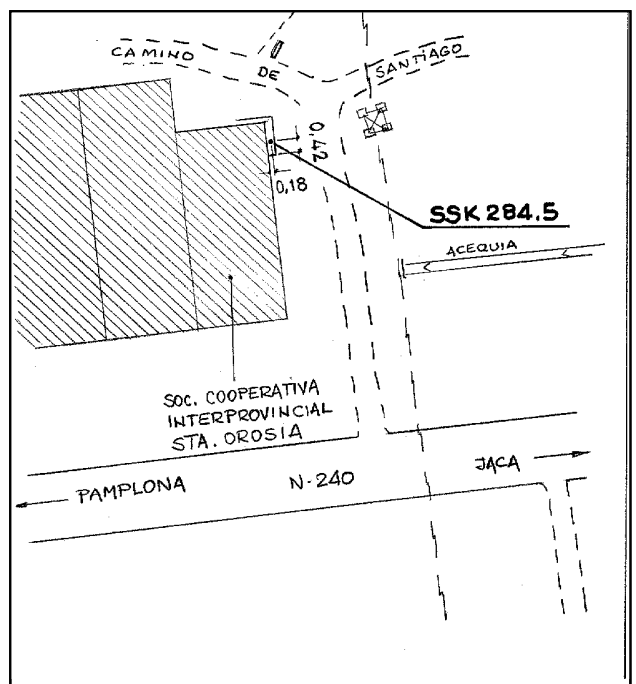 CAMINO
DE
SANTIAGO
0,42
0,18
SSK 284.5
ACEQUIA
SOC. COOPERATIVA
INTERPROVINCIAL
STA. OROSIA
PAMPLONA
N-240
JACA